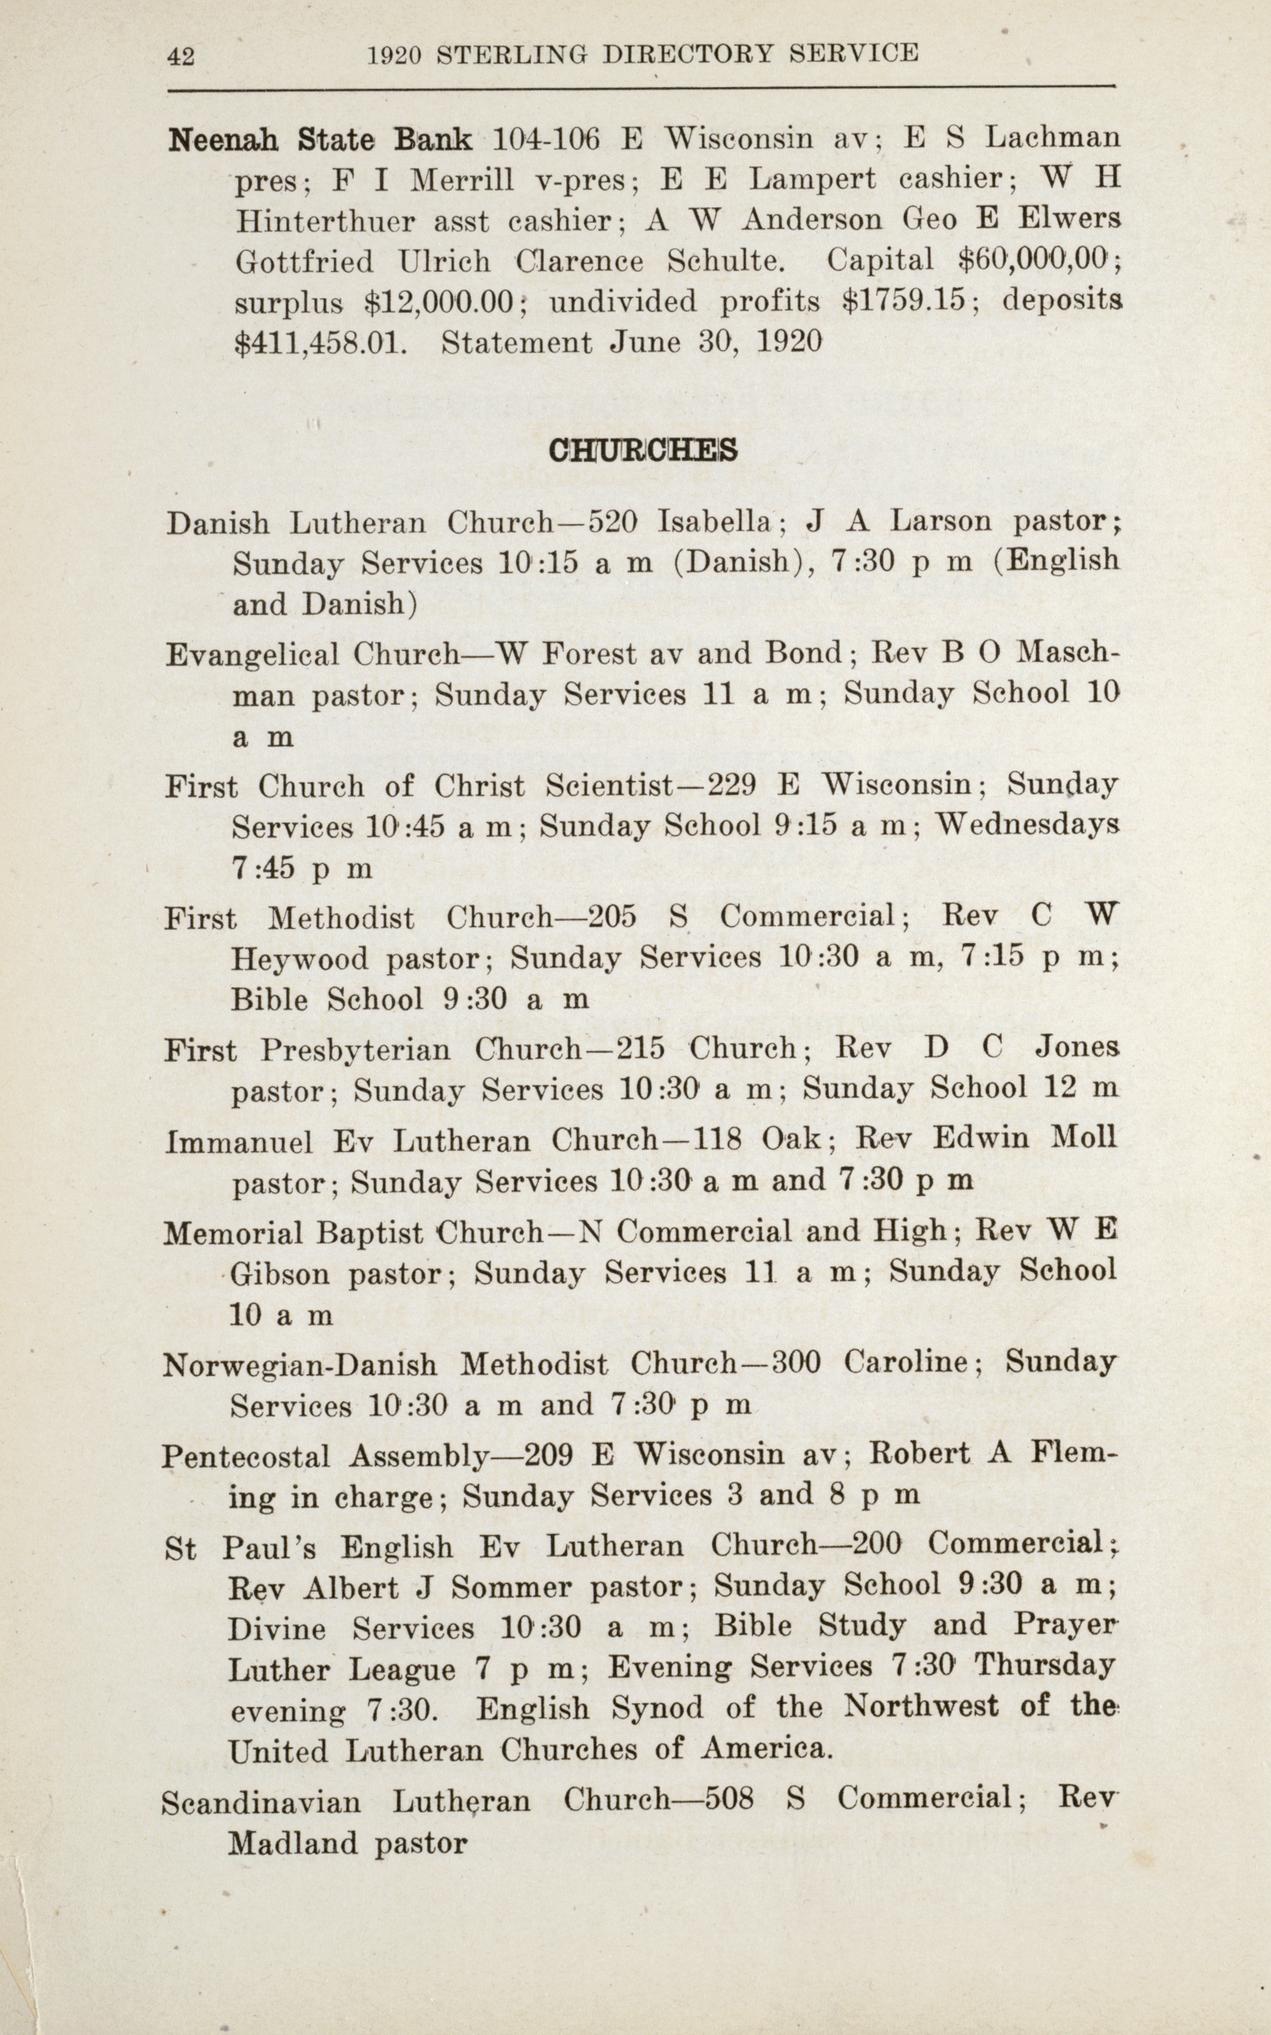 42 1920 STERLING DIRECTORY SERVICE
Neenah State Bank 104-106 E Wisconsin av; E S Lachman
pres; F I Merrill v-pres; E E Lampert cashier; W H
Hinterthuer asst cashier; A W Anderson Geo E Elwers
Gottfried Ulrich Clarence Schulte. Capital $60,000,00;
surplus $12,000.00; undivided profits $1759.15; deposits
$411,458.01. Statement June 30, 1920
CHURCHES
Danish Lutheran Church—520 Isabella; J A Larson pastor;
Sunday Services 10:15 a m (Danish), 7:30 p m (English
and Danish)
Evangelical Church—W Forest av and Bond; Rev B O Masch-
man pastor; Sunday Services 11 a m; Sunday School 10
a m
First Church of Christ Scientist—229 E Wisconsin; Sunday
Services 10:45 a m; Sunday School 9:15 a m; Wednesdays
7:45 p m
First Methodist Church—205 S Commercial; Rev C W
Heywood pastor; Sunday Services 10:30 a m, 7:15 p m;
Bible School 9:30 a m
First Presbyterian Church—215 Church; Rev D C Jones
pastor; Sunday Services 10:30 a m; Sunday School 12 m
Immanuel Ev Lutheran Church—118 Oak; Rev Edwin Moll
pastor; Sunday Services 10:30 a m and 7:30 p m
Memorial Baptist Church—N Commercial and High; Rev W E
Gibson pastor; Sunday Services 11 a m; Sunday School
10 a m
Norwegian-Danish Methodist Church—300 Caroline; Sunday
Services 10:30 a m and 7:30 p m
Pentecostal Assembly—209 E Wisconsin av; Robert A Flem-
ing in charge; Sunday Services 3 and 8 p m
St Paul's English Ev Lutheran Church—200 Commercial;
Rev Albert J Sommer pastor; Sunday School 9:30 a m;
Divine Services 10:30 a m; Bible Study and Prayer
Luther League 7 p m; Evening Services 7:30 Thursday
evening 7:30. English Synod of the Northwest of the
United Lutheran Churches of America.
Scandinavian Lutheran Church—508 S Commercial; Rev
Madland pastor